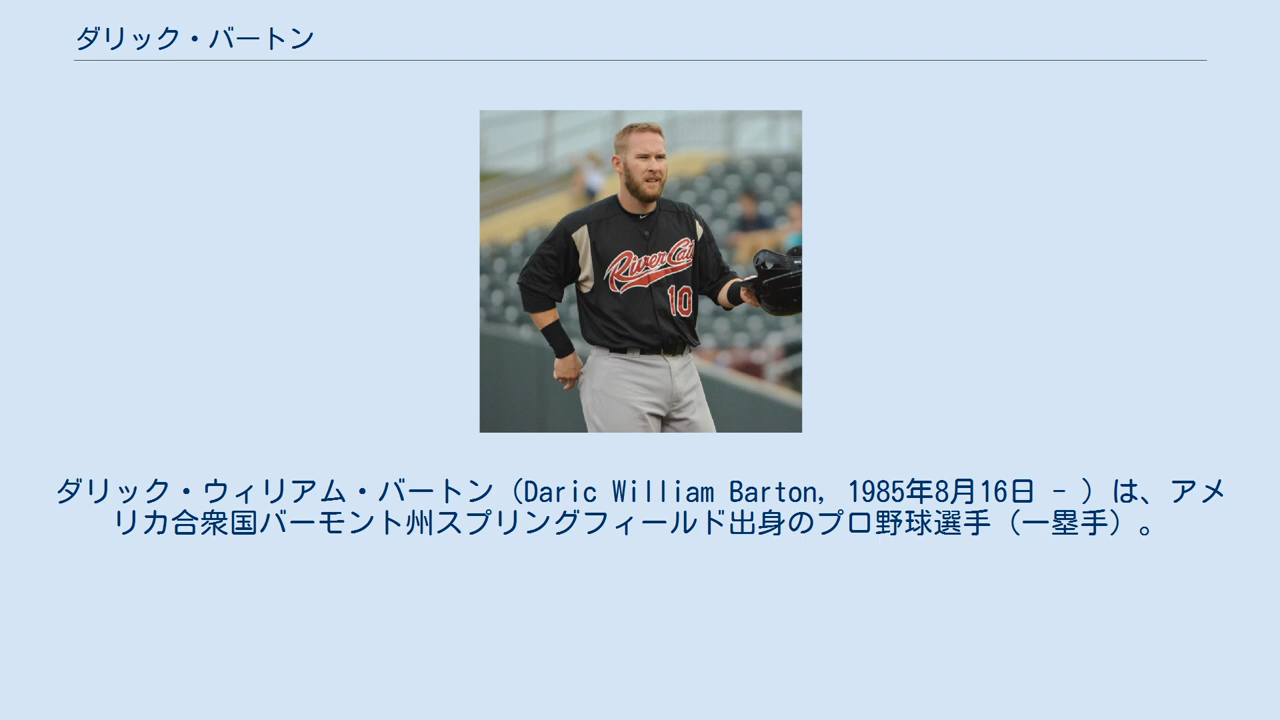 ダリック・バートン
RiverCats
10
ダリック・ウィリアム・バートン（Daric William Barton, 1985年8月16日 - ）は、アメ
リカ合衆国バーモント州スプリングフィールド出身のプロ野球選手（一塁手）。